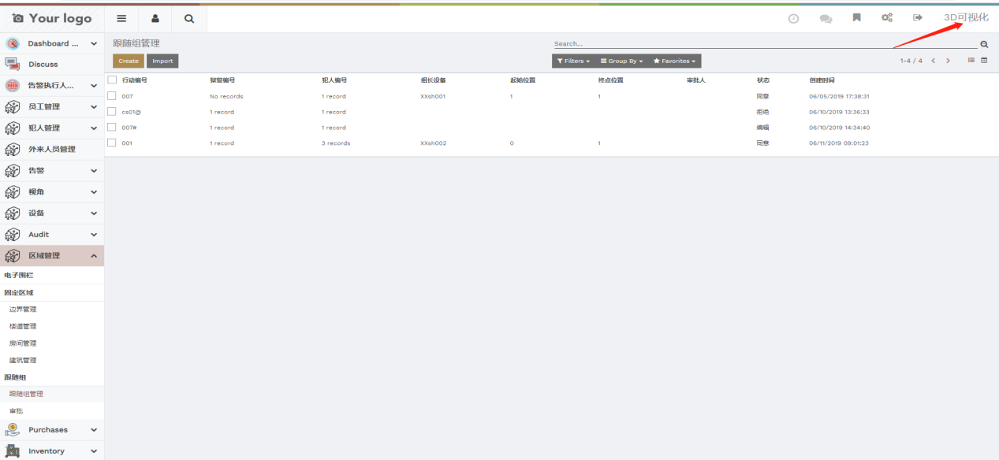 Your logo
3D可视化
Dashboard ...
Discuss
告警执行人...
员工管理
犯人管理
外来人员管理
告警
视角
设备
Audit
区域管理
电子围栏
固定区域
边界管理
楼道管理
房间管理
建筑管理
跟随组
跟随组管理
审批
Purchases
Inventory
跟随组管理
Search...
Create Import
Filters Group By Favorites
1-4 / 4
行动编号 狱警编号 犯人编号 组长设备 起始位置 终点位置 审批人 状态 创建时间
007 No records 1 record XXsh001 1 1 同意 06/05/2019 17:38:31
cs01@ 1 record 1 record 拒绝 06/10/2019 13:36:33
007# 1 record 1 record 编辑 06/10/2019 14:34:40
001 1 record 3 records XXsh002 0 1 同意 06/11/2019 09:01:23